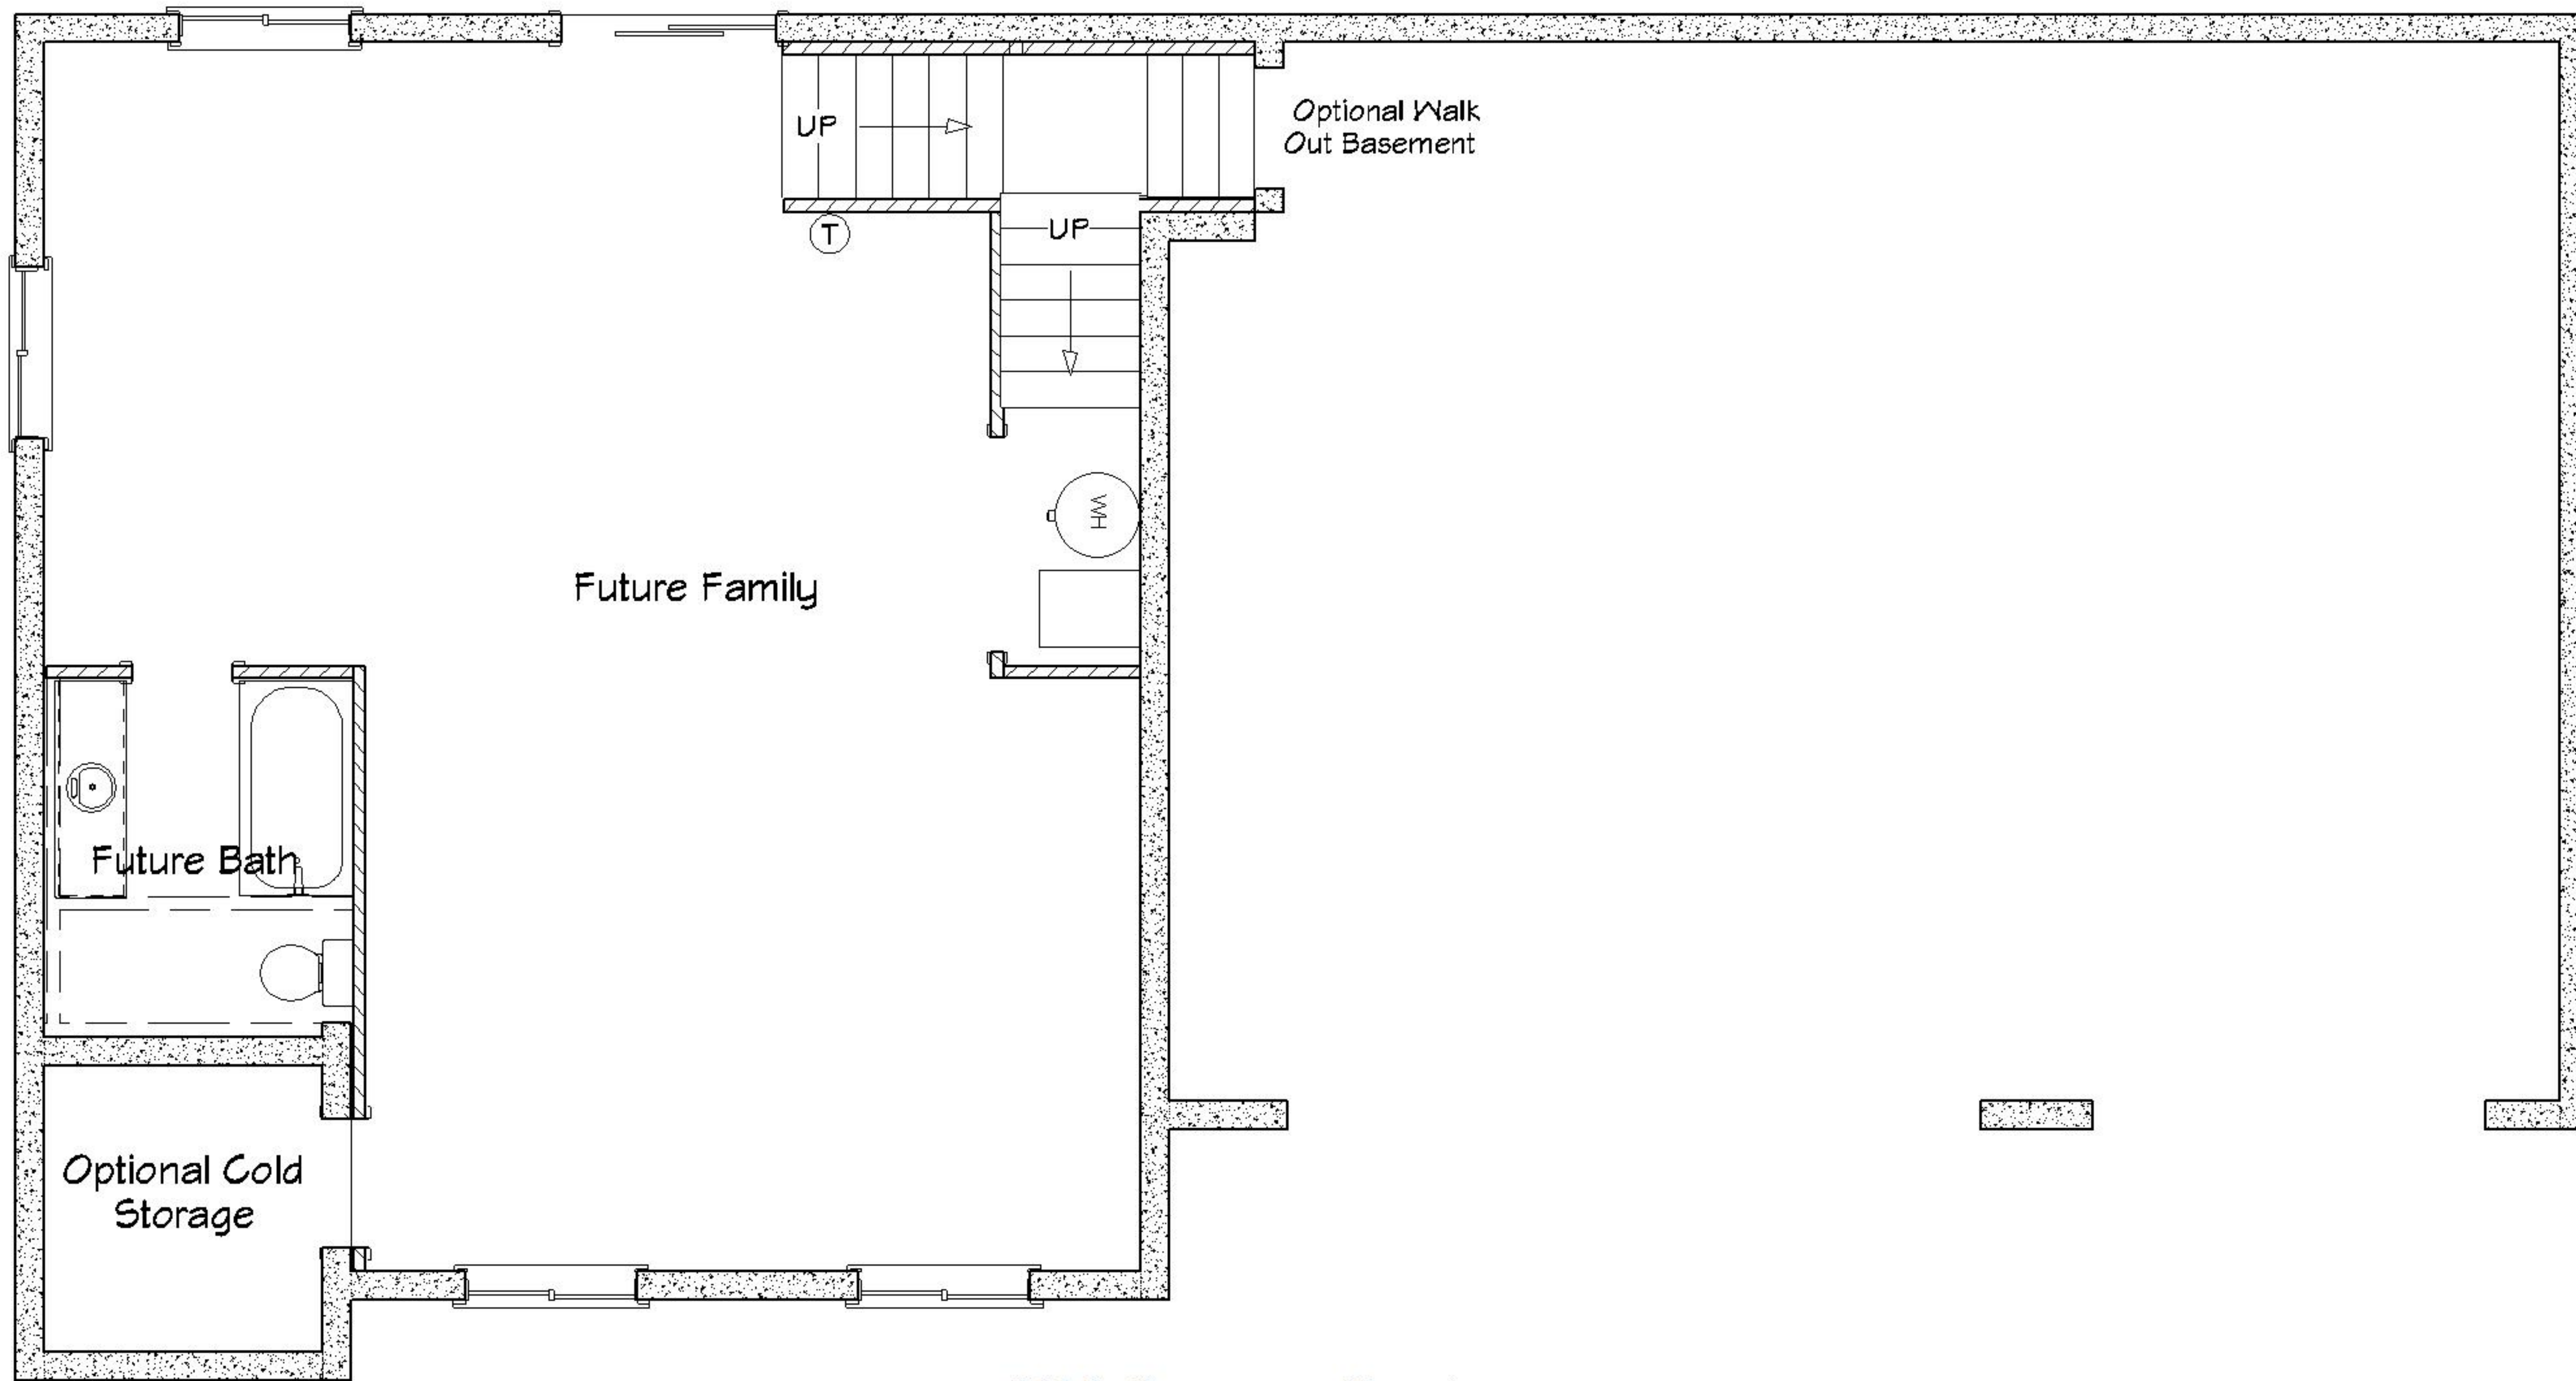 UP
Optional Walk
Out Basement
T
UP
WH
Future Family
Future Bath
Optional Cold
Storage